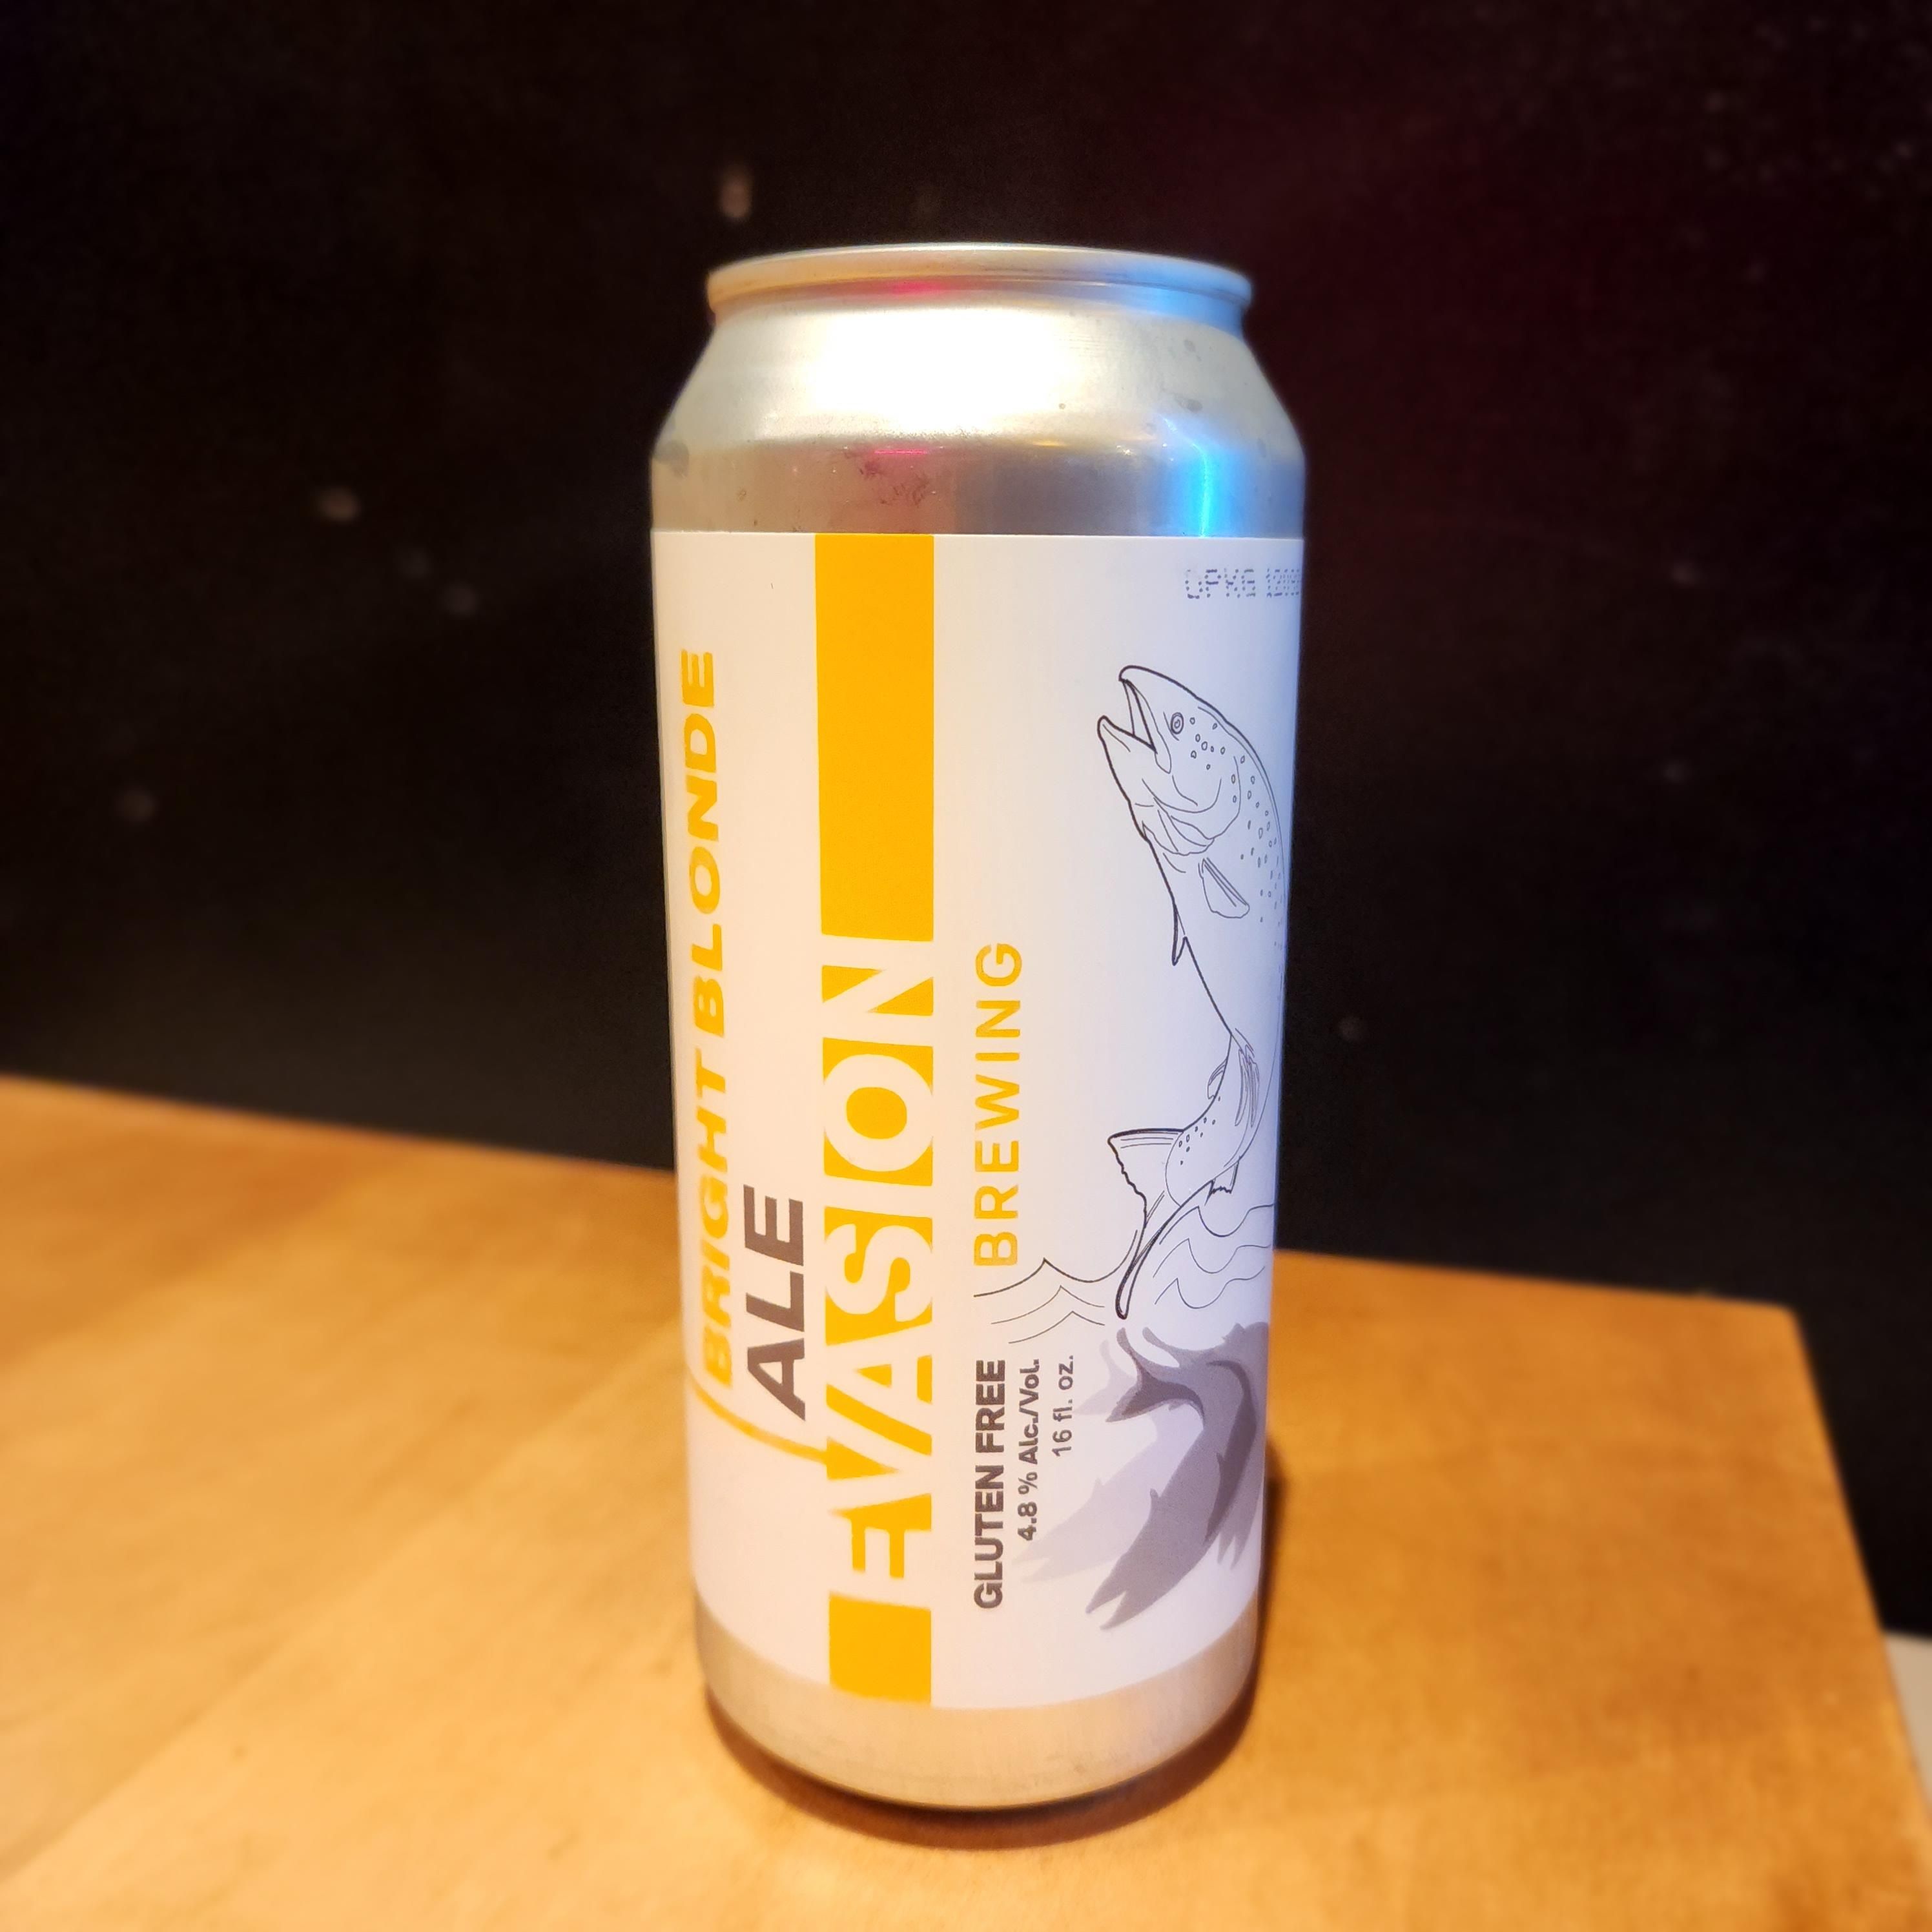 BRIGHT BLONDE
ALE
EVASION
BREWING
GLUTEN FREE
4.8 % Alc./Vol.
16 fl. oz.